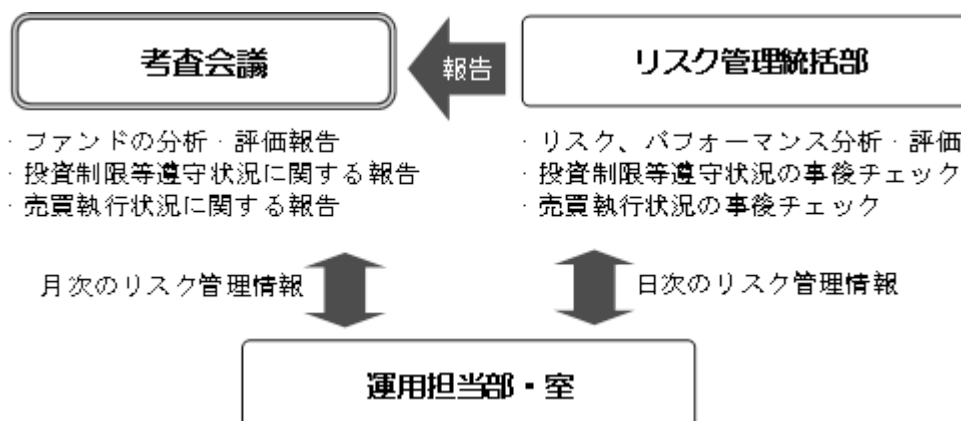 考査会議
報告
リスク管理統括部
・ファンドの分析・評価報告
・投資制限等遵守状況に関する報告
・売買執行状況に関する報告
・リスク、パフォーマンス分析・評価
・投資制限等遵守状況の事後チェック
・売買執行状況の事後チェック
月次のリスク管理情報
日次のリスク管理情報
運用担当部・室